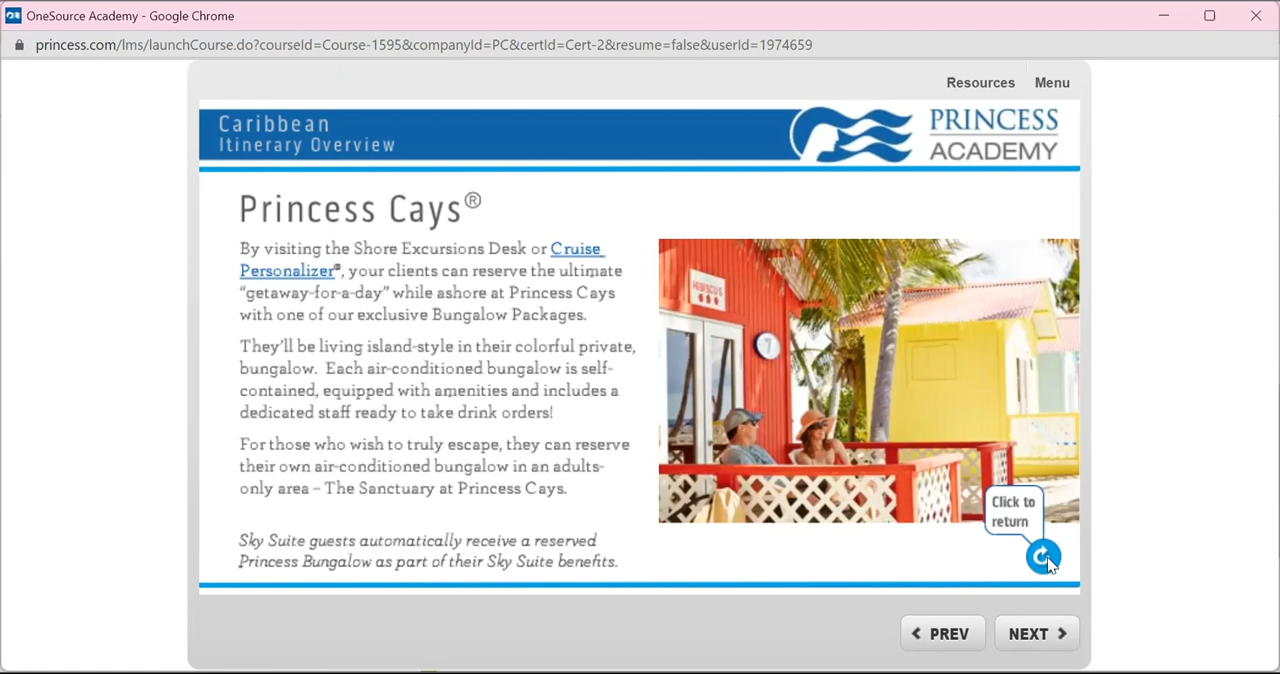 OneSource Academy - Google Chrome
princess.com/lms/launchCourse.do?courseId=Course-1595&companyId=PC&certId=Cert-2&resume=false&userId=1974659
Resources Menu
Caribbean
Itinerary Overview
PRINCESS
ACADEMY
Princess Cays®
By visiting the Shore Excursions Desk or Cruise
Personalizer®, your clients can reserve the ultimate
“getaway-for-a-day” while ashore at Princess Cays
with one of our exclusive Bungalow Packages.
They’ll be living island-style in their colorful private,
bungalow. Each air-conditioned bungalow is self-
contained, equipped with amenities and includes a
dedicated staff ready to take drink orders!
For those who wish to truly escape, they can reserve
their own air-conditioned bungalow in an adults-
only area – The Sanctuary at Princess Cays.
Sky Suite guests automatically receive a reserved
Princess Bungalow as part of their Sky Suite benefits.
HIBISCUS
7
Click to
return
PREV
NEXT